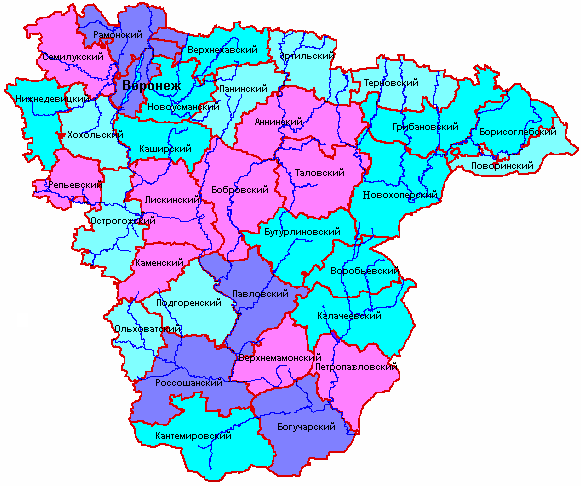 Рамонский
Семилукский
Верхнехавский
Эртильский
Воронеж
Терновский
Панинский
Нижнедевицкий
Новоусманский
Аннинский
Грибановский
Борисоглебский
Хохольский
Каширский
Поворинский
Таловский
Репьевский
Бобровский
Новохоперский
Лискинский
Острогожский
Бутурлиновский
Каменский
Воробьевский
Павловский
Подгоренский
Калачеевский
Ольховатский
Верхнемамонский
Петропавловский
Россошанский
Богучарский
Кантемировский